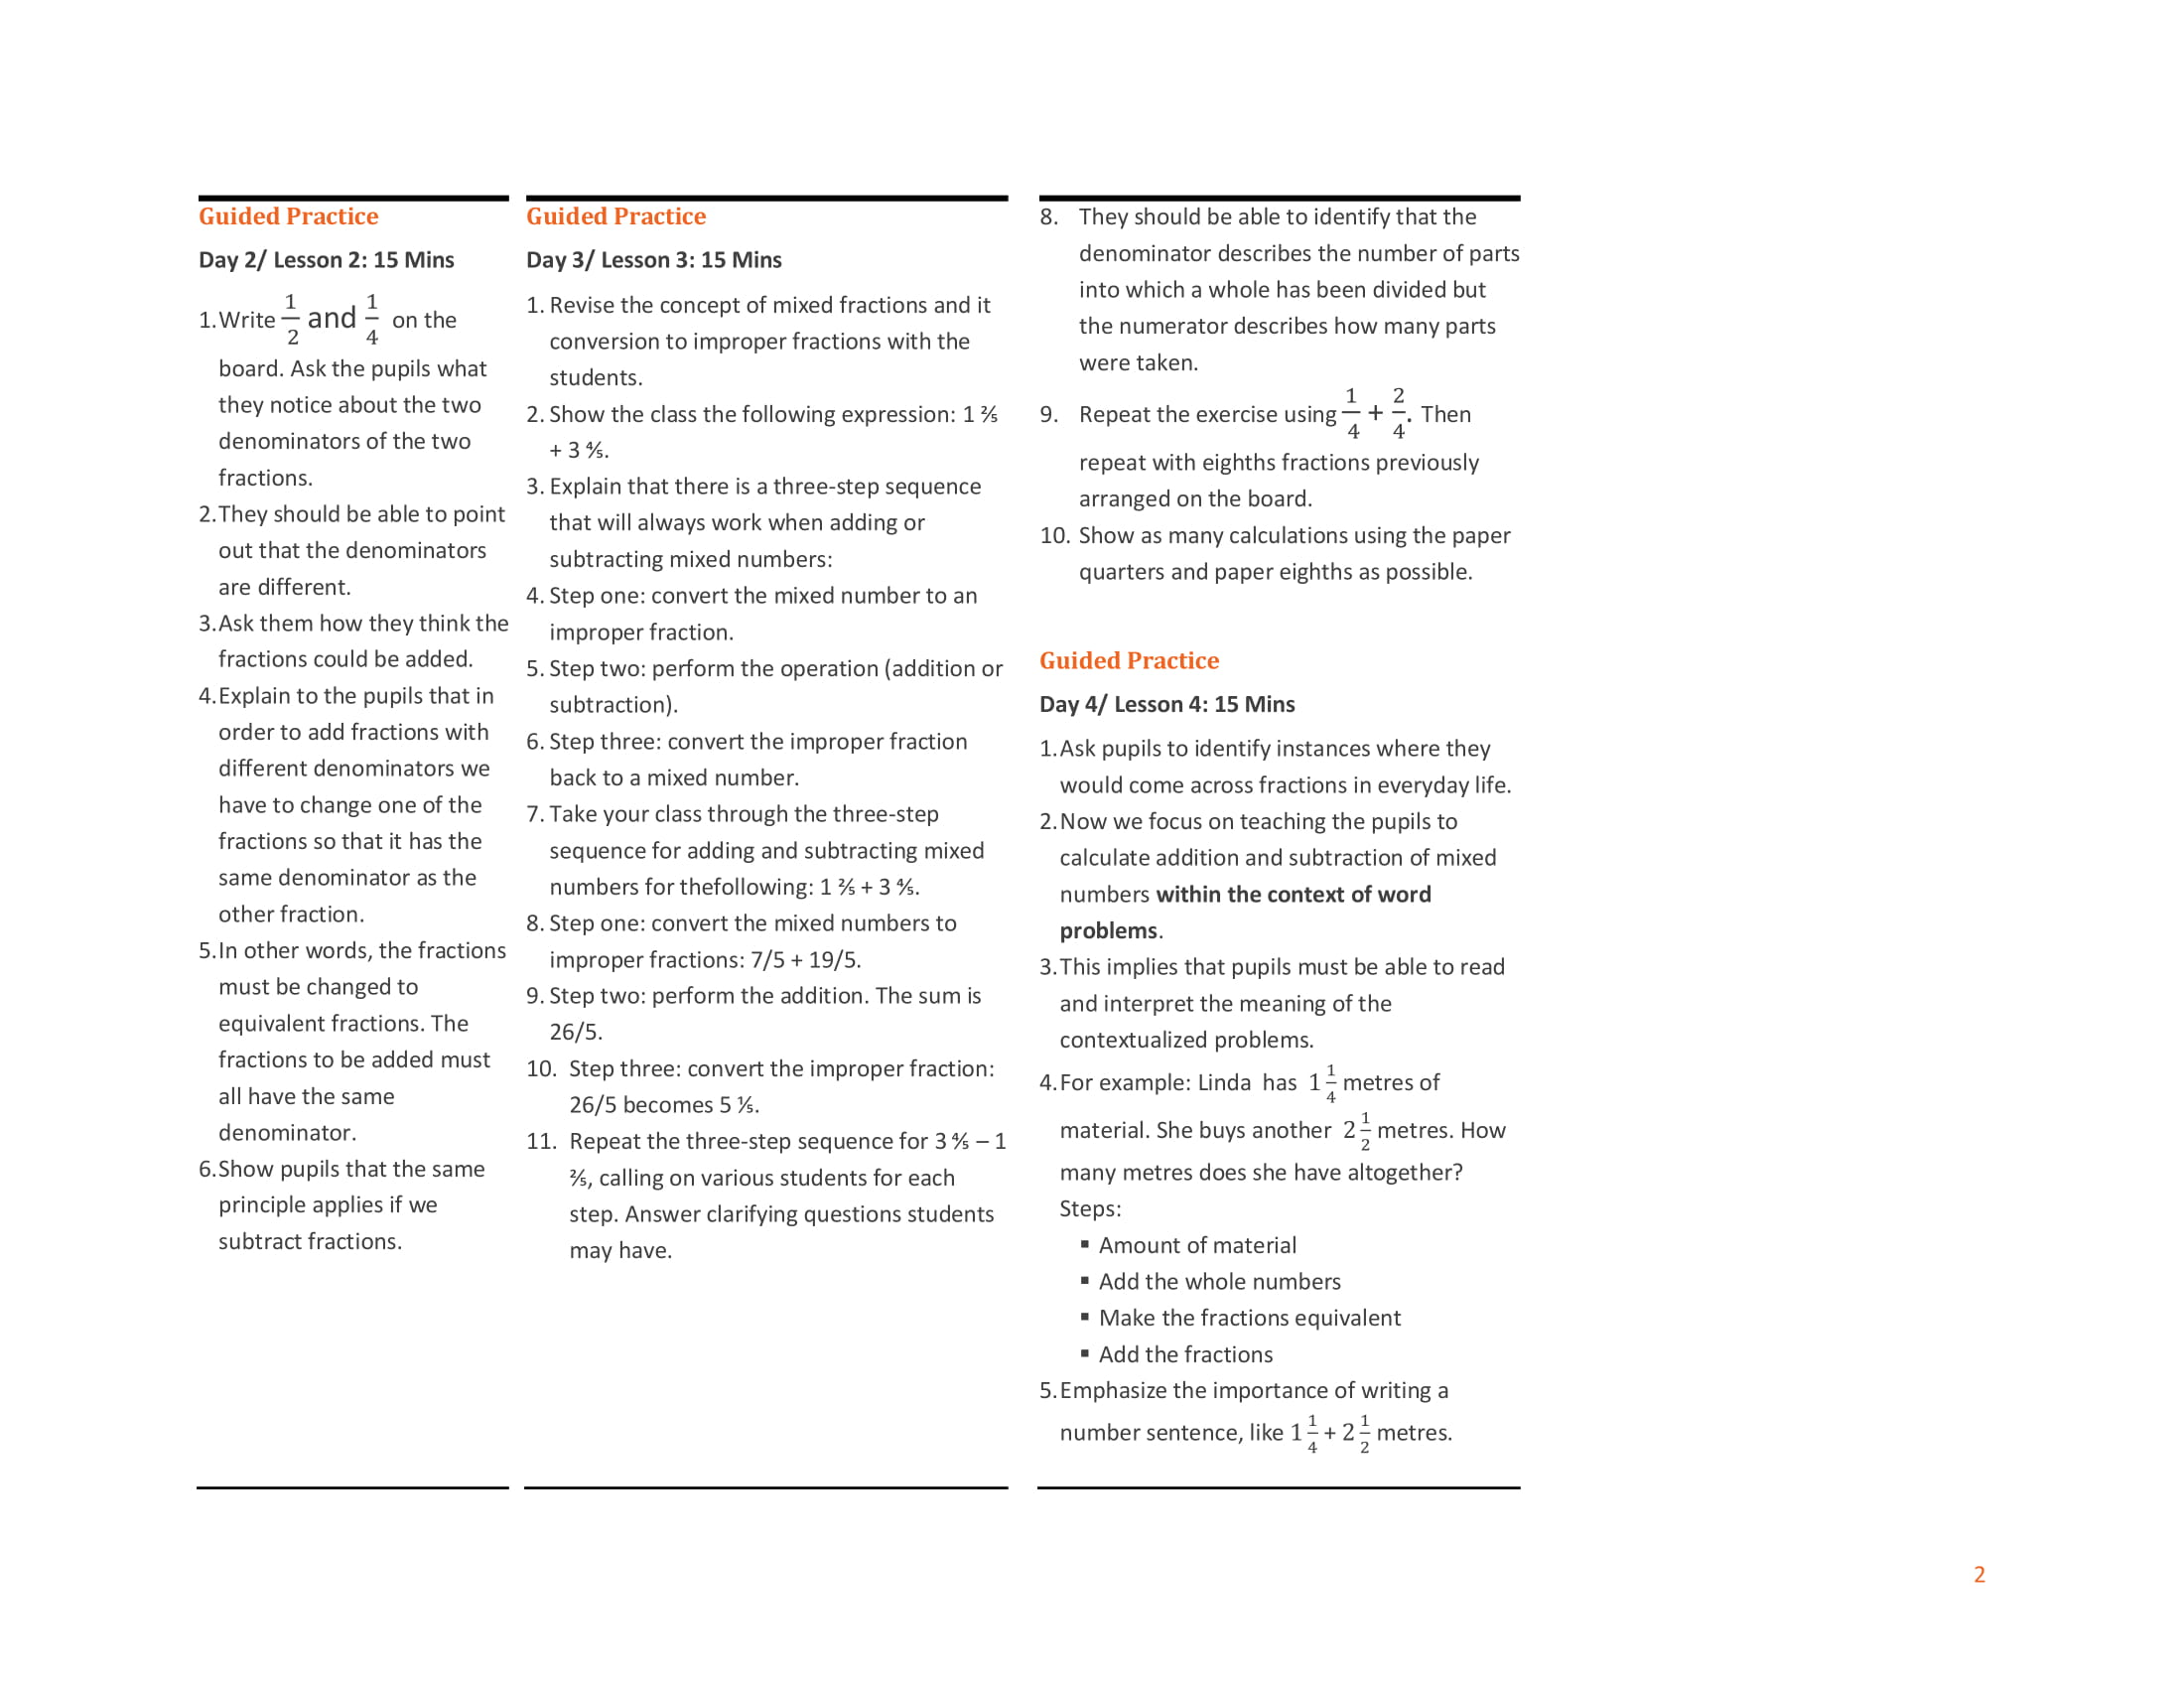 Guided Practice
Day 2/ Lesson 2: 15 Mins
1.Write 1/2 and 1/4 on the
board. Ask the pupils what
they notice about the two
denominators of the two
fractions.
2.They should be able to point
out that the denominators
are different.
3.Ask them how they think the
fractions could be added.
4.Explain to the pupils that in
order to add fractions with
different denominators we
have to change one of the
fractions so that it has the
same denominator as the
other fraction.
5.In other words, the fractions
must be changed to
equivalent fractions. The
fractions to be added must
all have the same
denominator.
6.Show pupils that the same
principle applies if we
subtract fractions.
Guided Practice
Day 3/ Lesson 3: 15 Mins
1. Revise the concept of mixed fractions and it
conversion to improper fractions with the
students.
2. Show the class the following expression: 1 ⅖
+ 3 ⅘.
3. Explain that there is a three-step sequence
that will always work when adding or
subtracting mixed numbers:
4. Step one: convert the mixed number to an
improper fraction.
5. Step two: perform the operation (addition or
subtraction).
6. Step three: convert the improper fraction
back to a mixed number.
7. Take your class through the three-step
sequence for adding and subtracting mixed
numbers for thefollowing: 1 ⅖ + 3 ⅘.
8. Step one: convert the mixed numbers to
improper fractions: 7/5 + 19/5.
9. Step two: perform the addition. The sum is
26/5.
10. Step three: convert the improper fraction:
26/5 becomes 5 ⅕.
11. Repeat the three-step sequence for 3 ⅘ – 1
⅖, calling on various students for each
step. Answer clarifying questions students
may have.
8. They should be able to identify that the
denominator describes the number of parts
into which a whole has been divided but
the numerator describes how many parts
were taken.
9. Repeat the exercise using 1/4 + 2/4. Then
repeat with eighths fractions previously
arranged on the board.
10. Show as many calculations using the paper
quarters and paper eighths as possible.
Guided Practice
Day 4/ Lesson 4: 15 Mins
1.Ask pupils to identify instances where they
would come across fractions in everyday life.
2.Now we focus on teaching the pupils to
calculate addition and subtraction of mixed
numbers within the context of word
problems.
3.This implies that pupils must be able to read
and interpret the meaning of the
contextualized problems.
4.For example: Linda has 1 1/4 metres of
material. She buys another 2 1/2 metres. How
many metres does she have altogether?
Steps:
▪ Amount of material
▪ Add the whole numbers
▪ Make the fractions equivalent
▪ Add the fractions
5.Emphasize the importance of writing a
number sentence, like 1 1/4 + 2 1/2 metres.
2